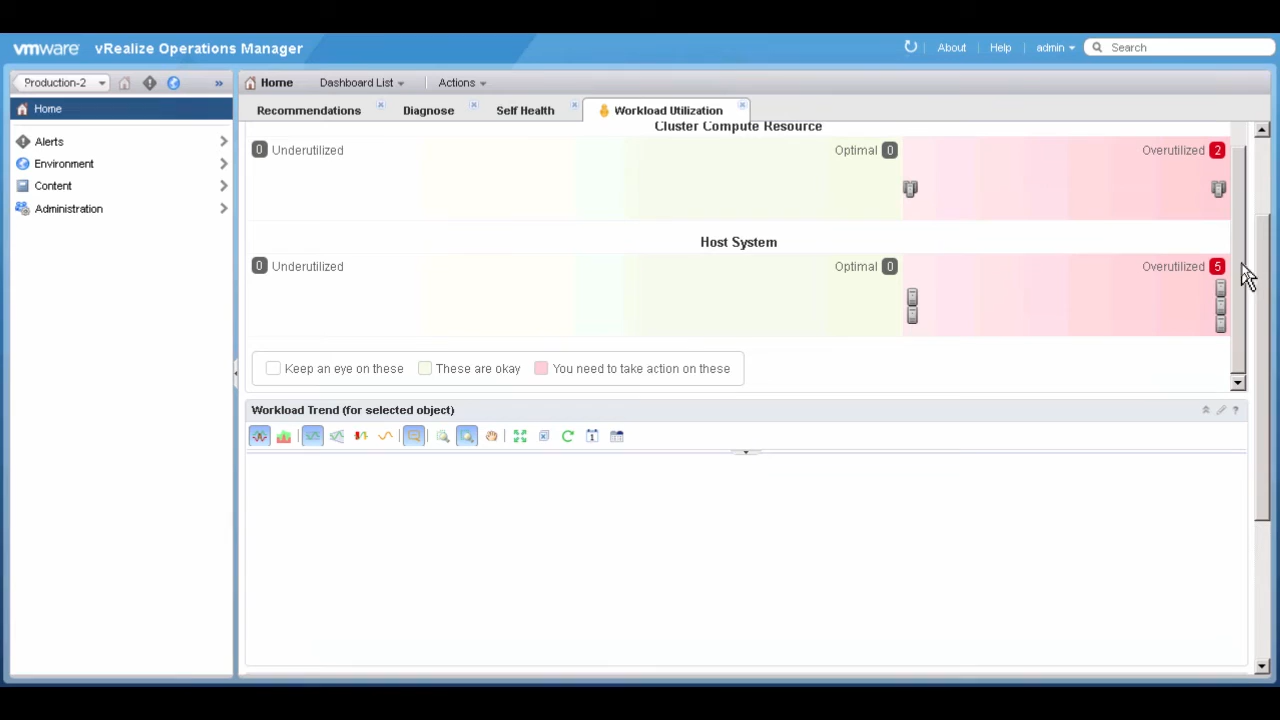 vmware vRealize Operations Manager
About Help admin Search
Production-2 »
Home Dashboard List Actions
Home
Recommendations Diagnose Self Health Workload Utilization
Cluster Compute Resource
0 Underutilized Optimal 0 Overutilized 2
Alerts
Environment
Content
Administration
Host System
0 Underutilized Optimal 0 Overutilized 5
Keep an eye on these These are okay You need to take action on these
Workload Trend (for selected object) ?